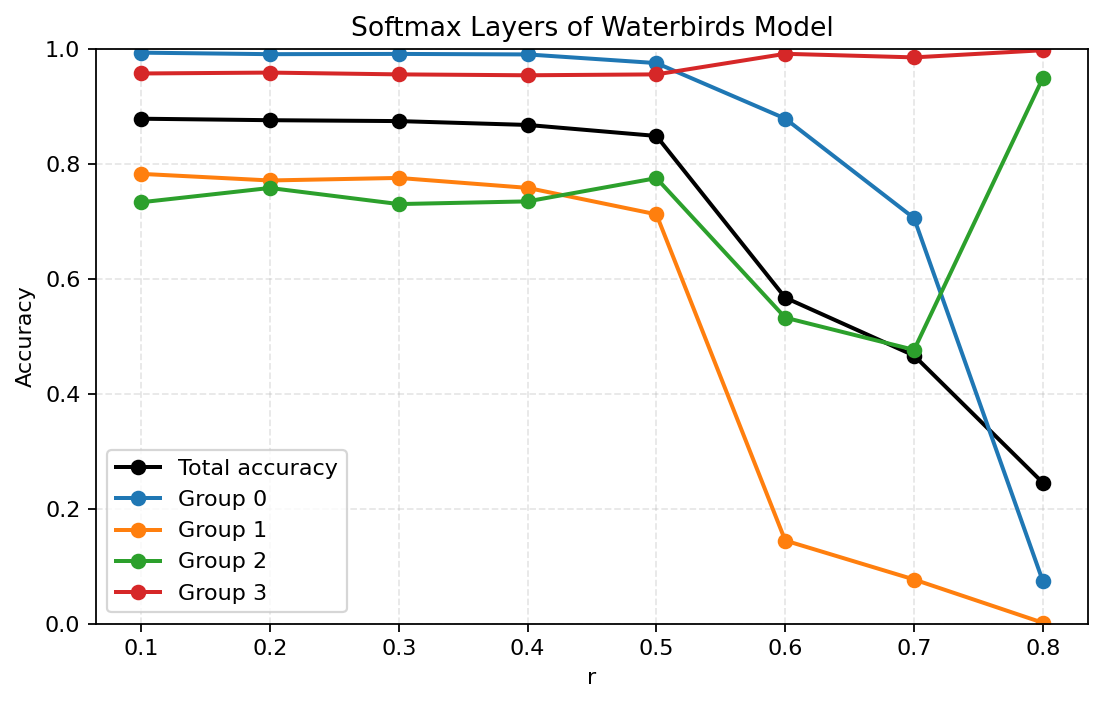 Softmax Layers of Waterbirds Model
1.0
0.8
0.6
0.4
0.2
0.0
Accuracy
Total accuracy
Group 0
Group 1
Group 2
Group 3
0.1 0.2 0.3 0.4 0.5 0.6 0.7 0.8
r